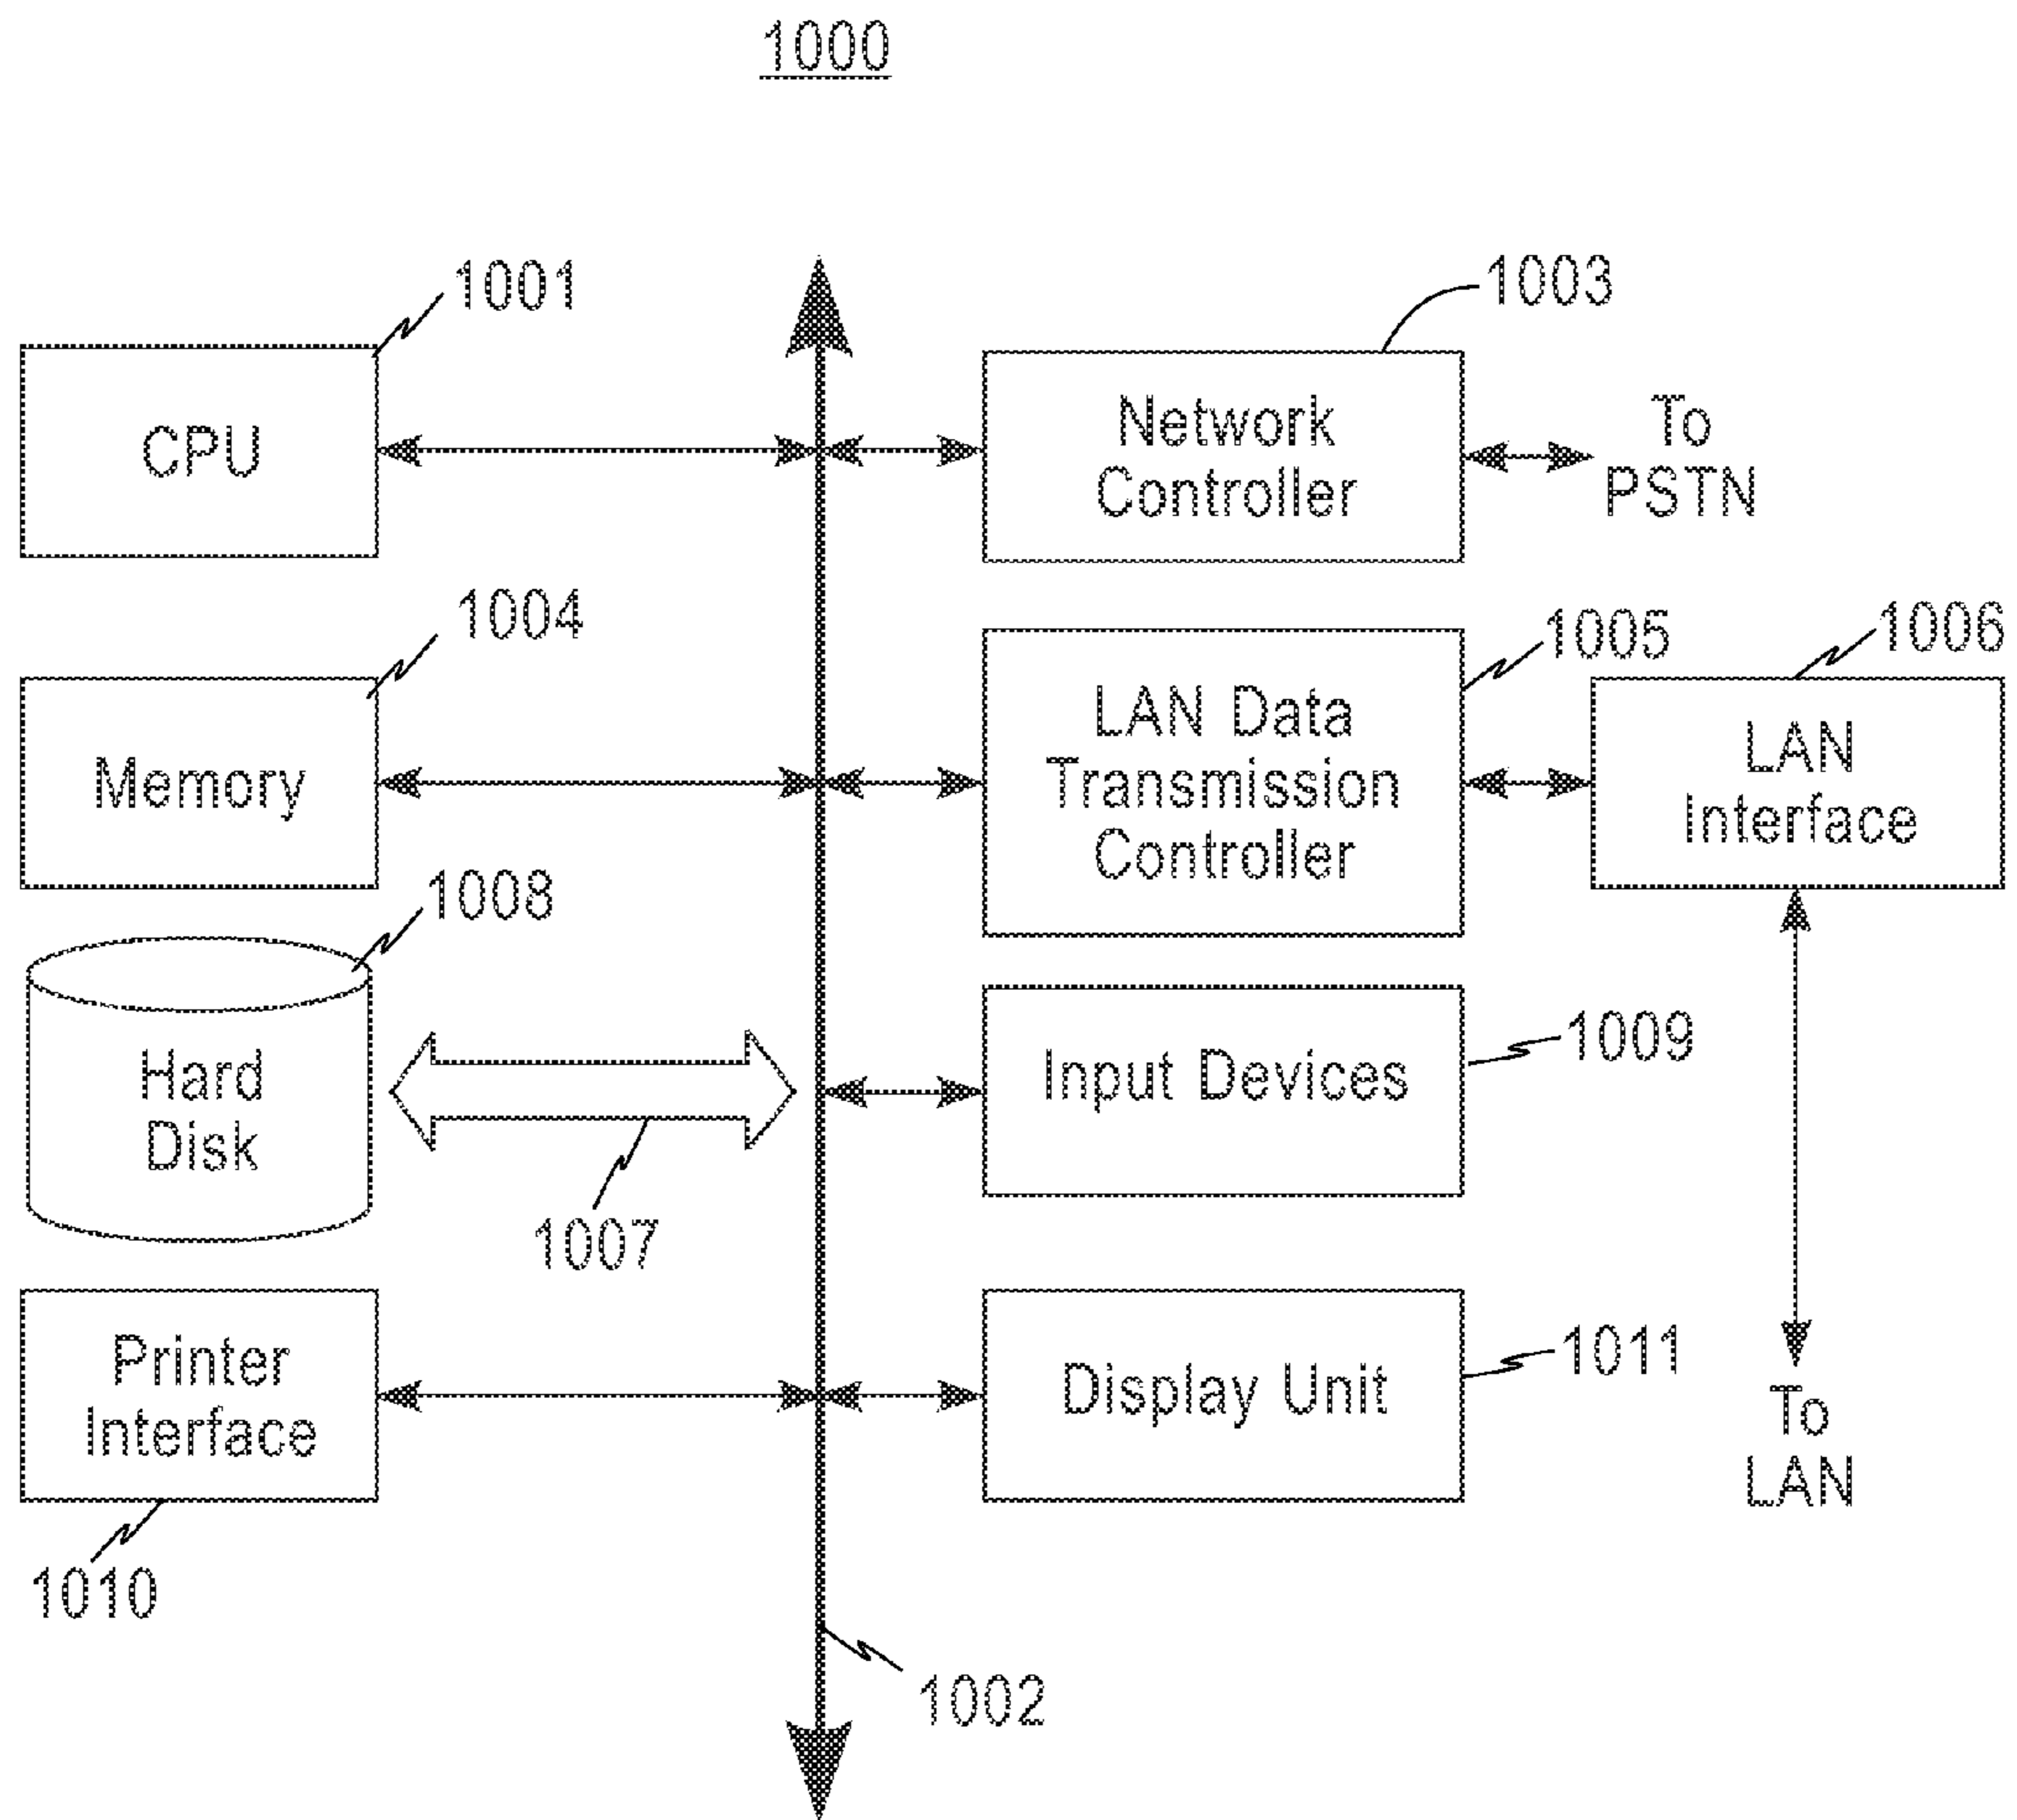 1000
1001
1003
CPU
Network
Controller
To
PSTN
1004
1005
1006
Memory
LAN Data
Transmission
Controller
LAN
Interface
1008
Hard
Disk
1007
Input Devices
1009
Printer
Interface
1010
Display Unit
1011
To
LAN
1002